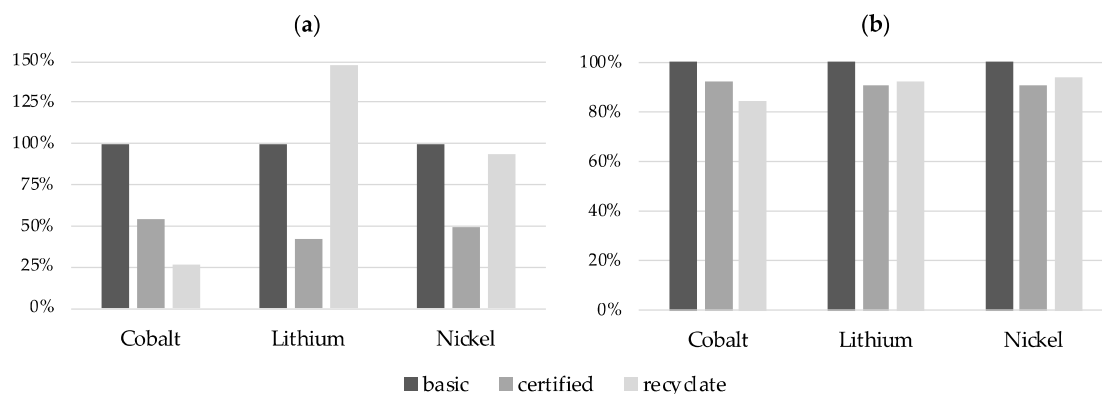 (a)
150%
125%
100%
75%
50%
25%
0%
Cobalt Lithium Nickel
(b)
100%
80%
60%
40%
20%
0%
Cobalt Lithium Nickel
basic certified recyclate